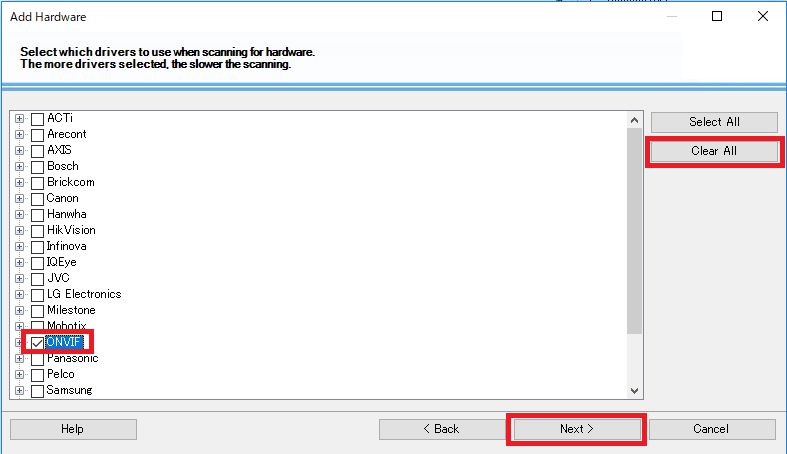 Add Hardware
Select which drivers to use when scanning for hardware.
The more drivers selected, the slower the scanning.
ACTi
Arecont
AXIS
Bosch
Brickcom
Canon
Hanwha
HikVision
Infinova
IQEye
JVC
LG Electronics
Milestone
Mobotix
ONVIF
Panasonic
Pelco
Samsung
Select All
Clear All
Help
< Back
Next >
Cancel